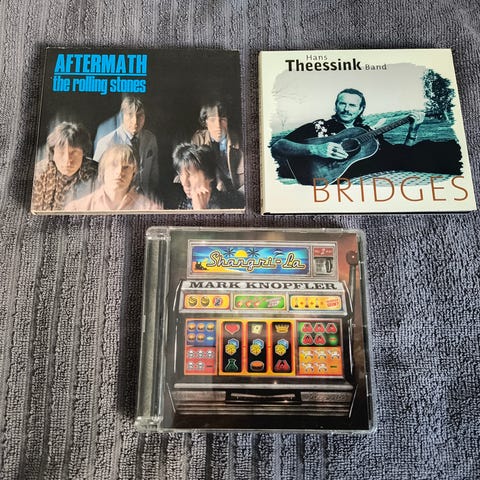 AFTERMATH
the rolling stones
Hans
Theessink Band
BRIDGES
Shangri-La
MARK KNOPFLER